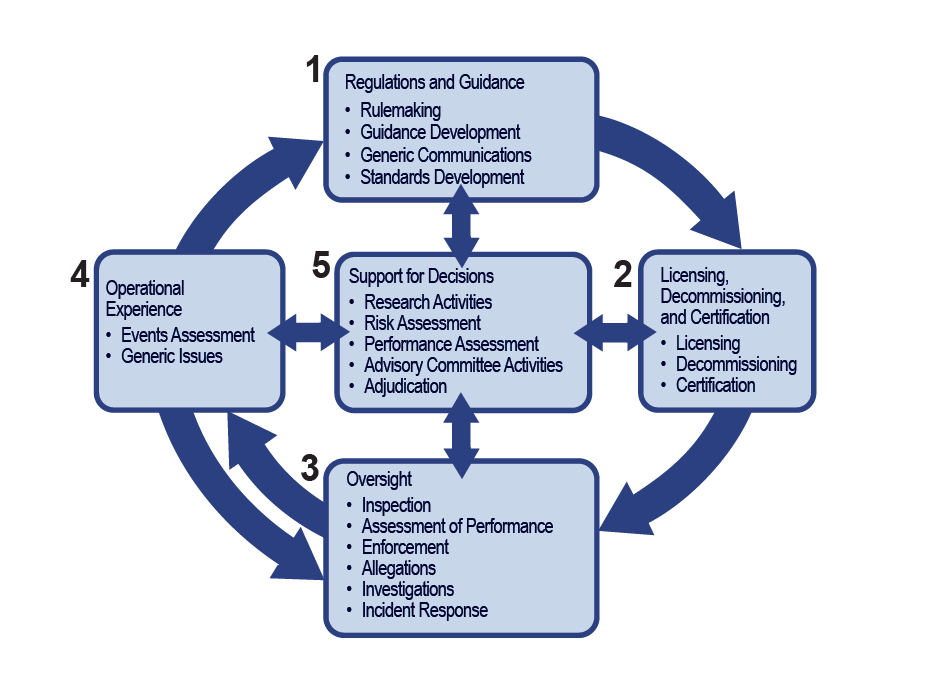 1
Regulations and Guidance
• Rulemaking
• Guidance Development
• Generic Communications
• Standards Development
4
Operational
Experience
• Events Assessment
• Generic Issues
5
Support for Decisions
• Research Activities
• Risk Assessment
• Performance Assessment
• Advisory Committee Activities
• Adjudication
2
Licensing,
Decommissioning,
and Certification
• Licensing
• Decommissioning
• Certification
3
Oversight
• Inspection
• Assessment of Performance
• Enforcement
• Allegations
• Investigations
• Incident Response